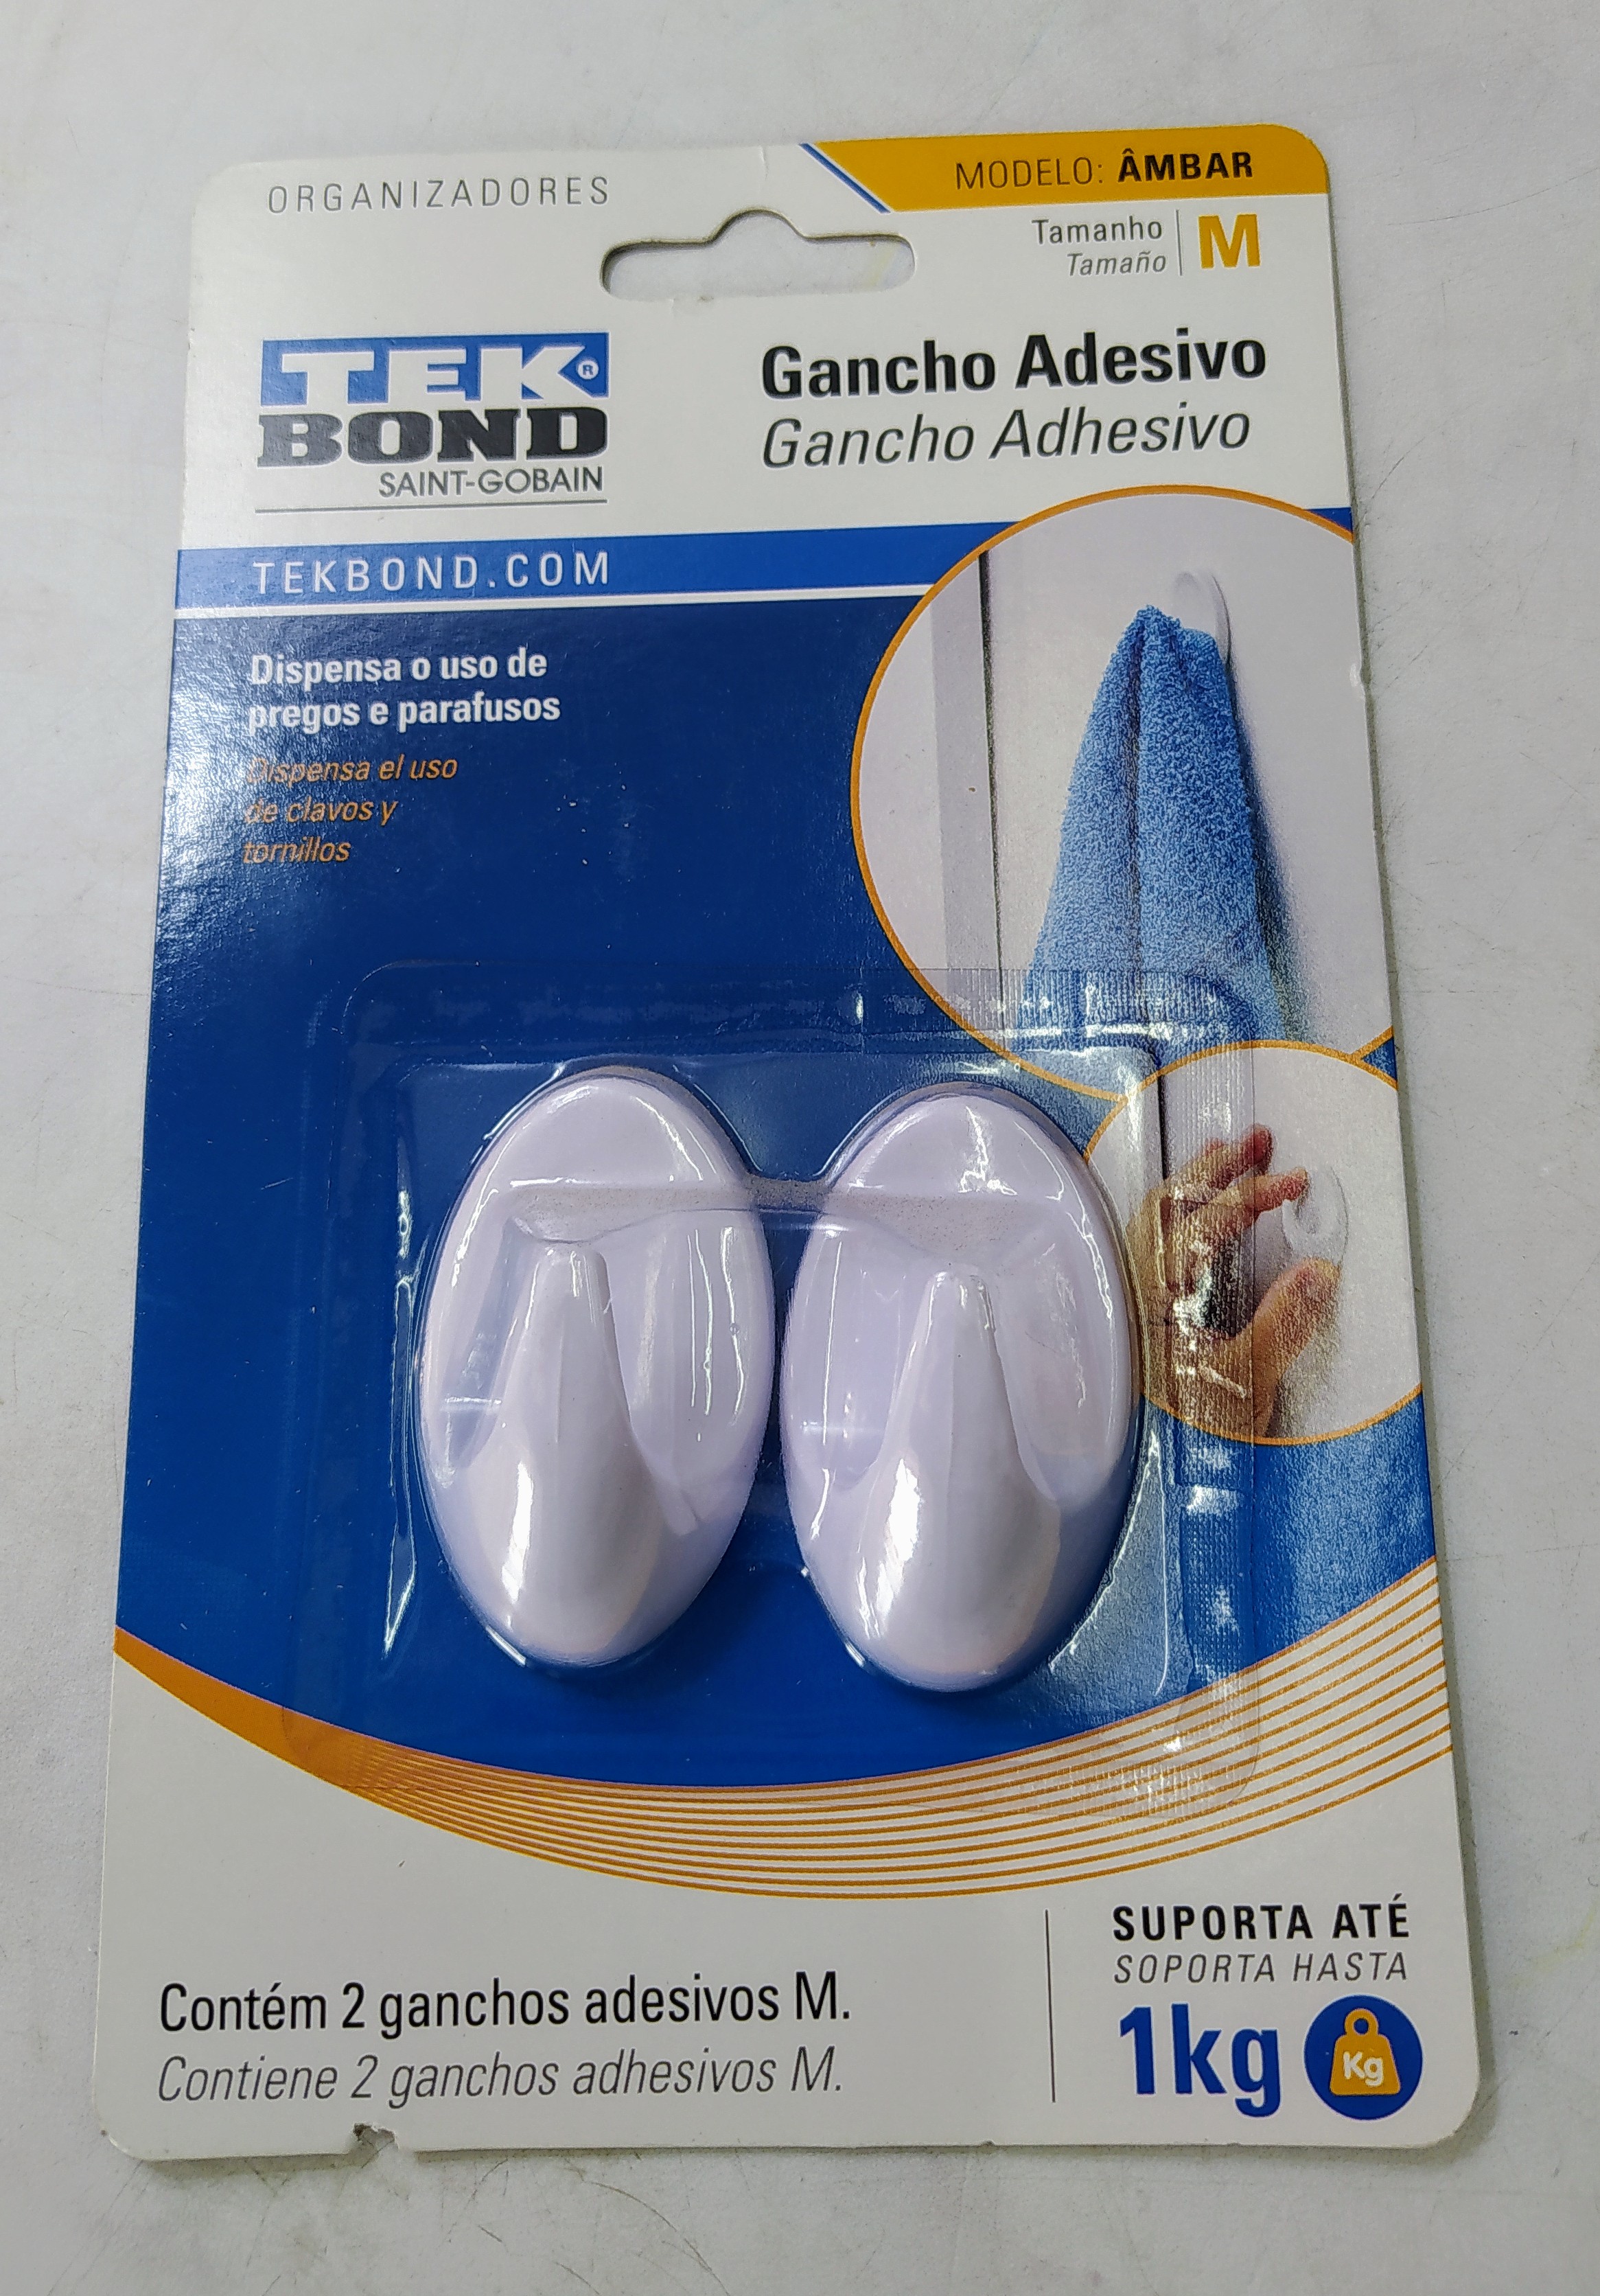 ORGANIZADORES
MODELO: ÂMBAR
Tamanho
Tamaño
M
TEK®
BOND
SAINT-GOBAIN
Gancho Adesivo
Gancho Adhesivo
TEKBOND.COM
Dispensa o uso de
pregos e parafusos
Dispensa el uso
de clavos y
tornillos
Contém 2 ganchos adesivos M.
Contiene 2 ganchos adhesivos M.
SUPORTA ATÉ
SOPORTA HASTA
1kg
Kg